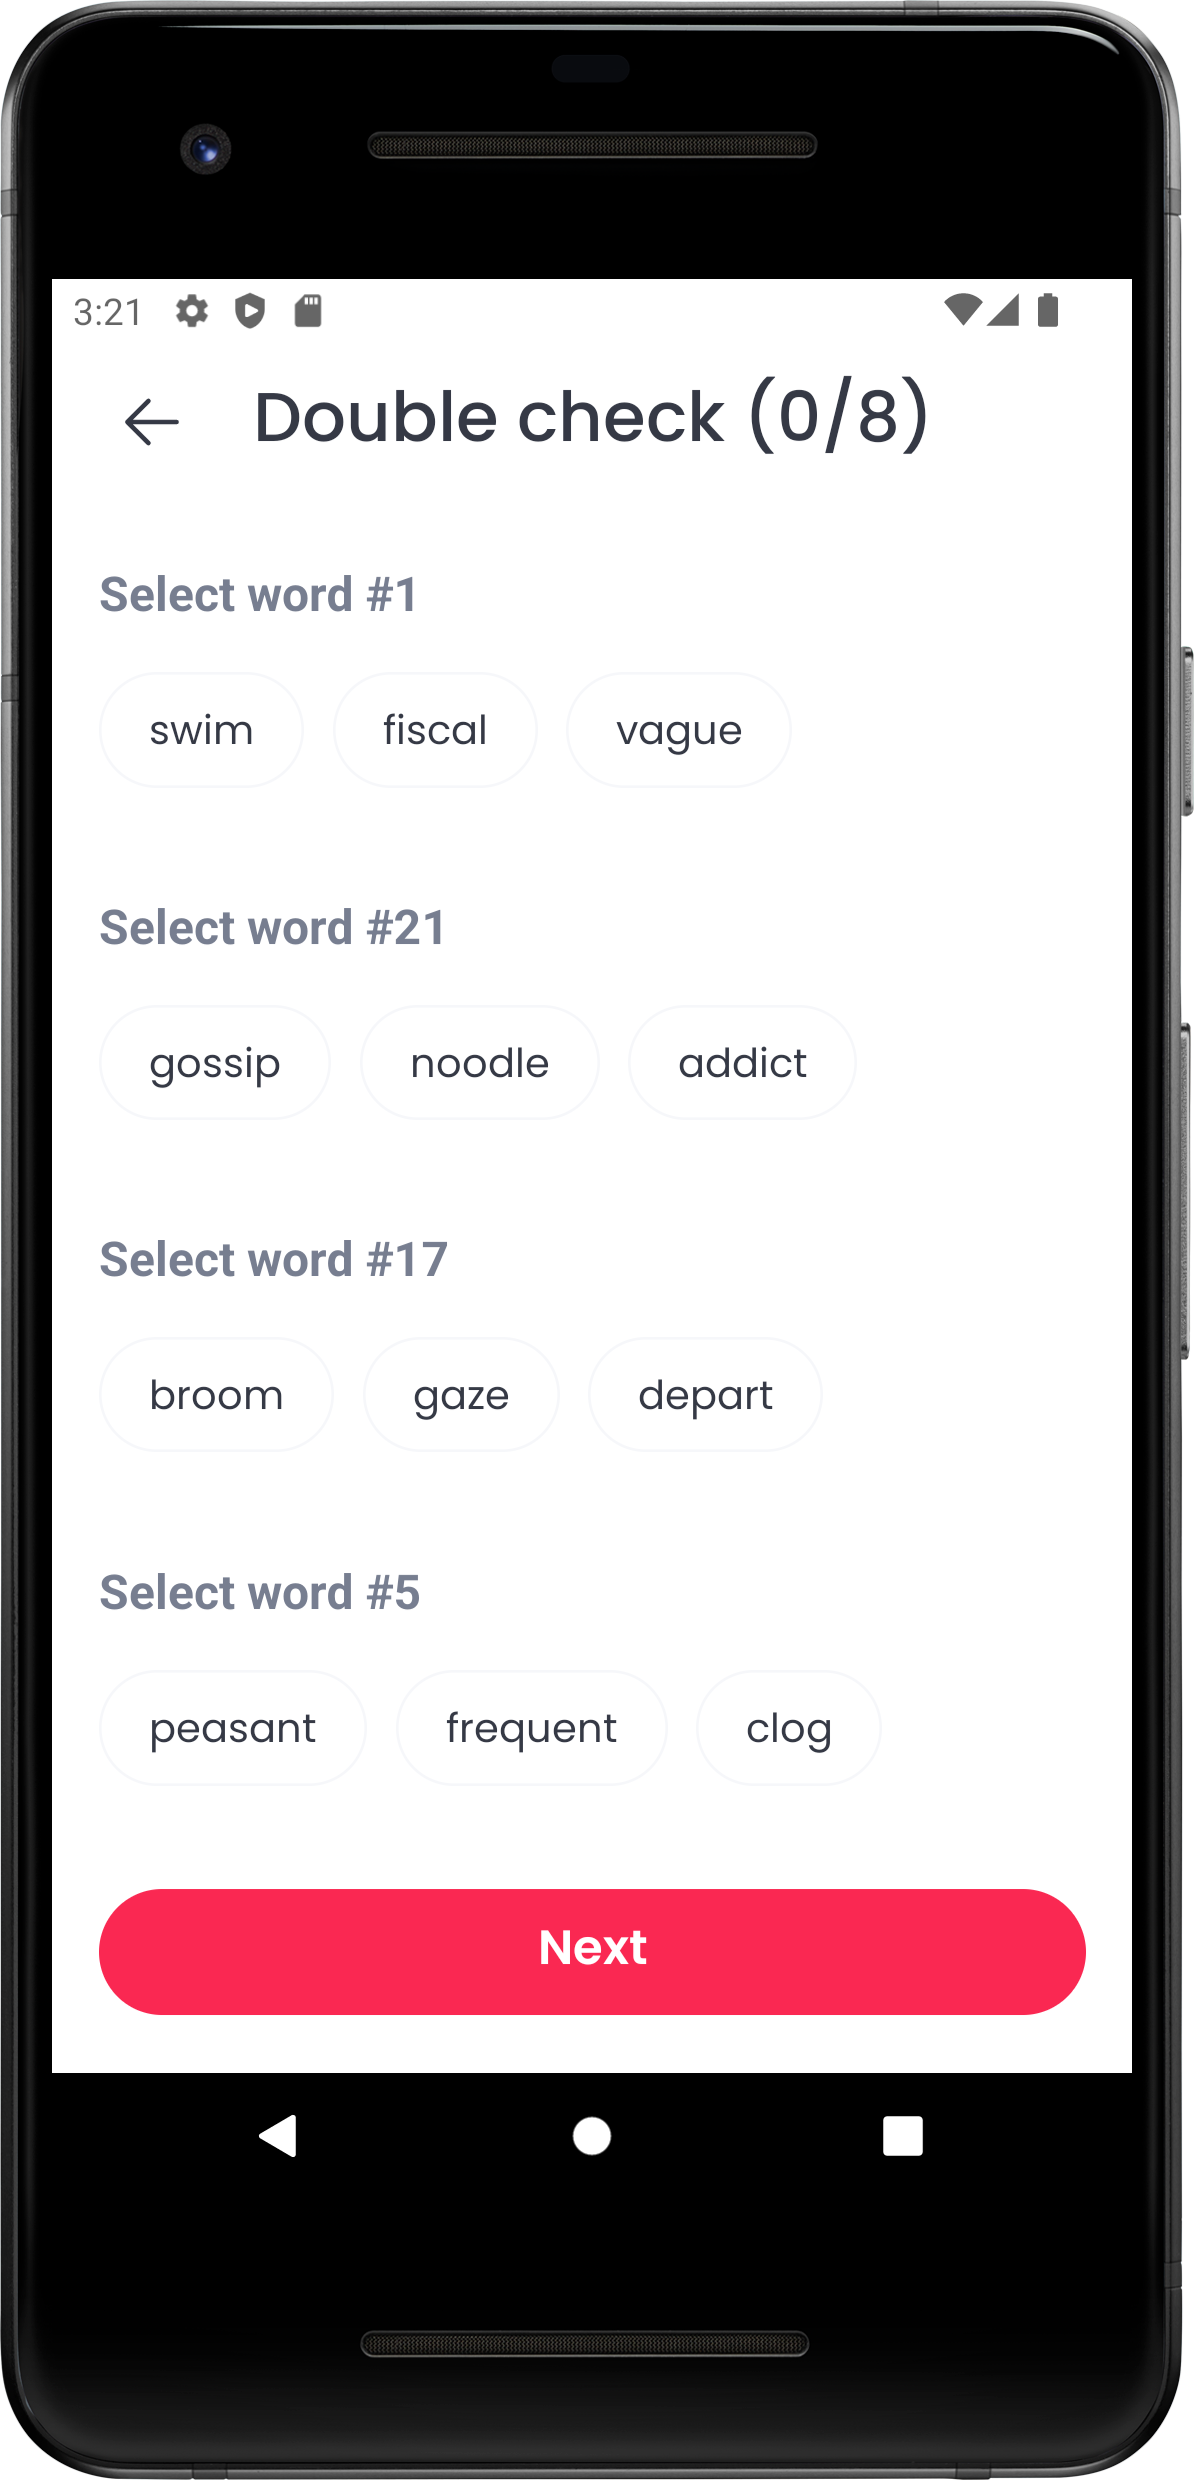 3:21
Double check (0/8)
Select word #1
swim fiscal vague
Select word #21
gossip noodle addict
Select word #17
broom gaze depart
Select word #5
peasant frequent clog
Next